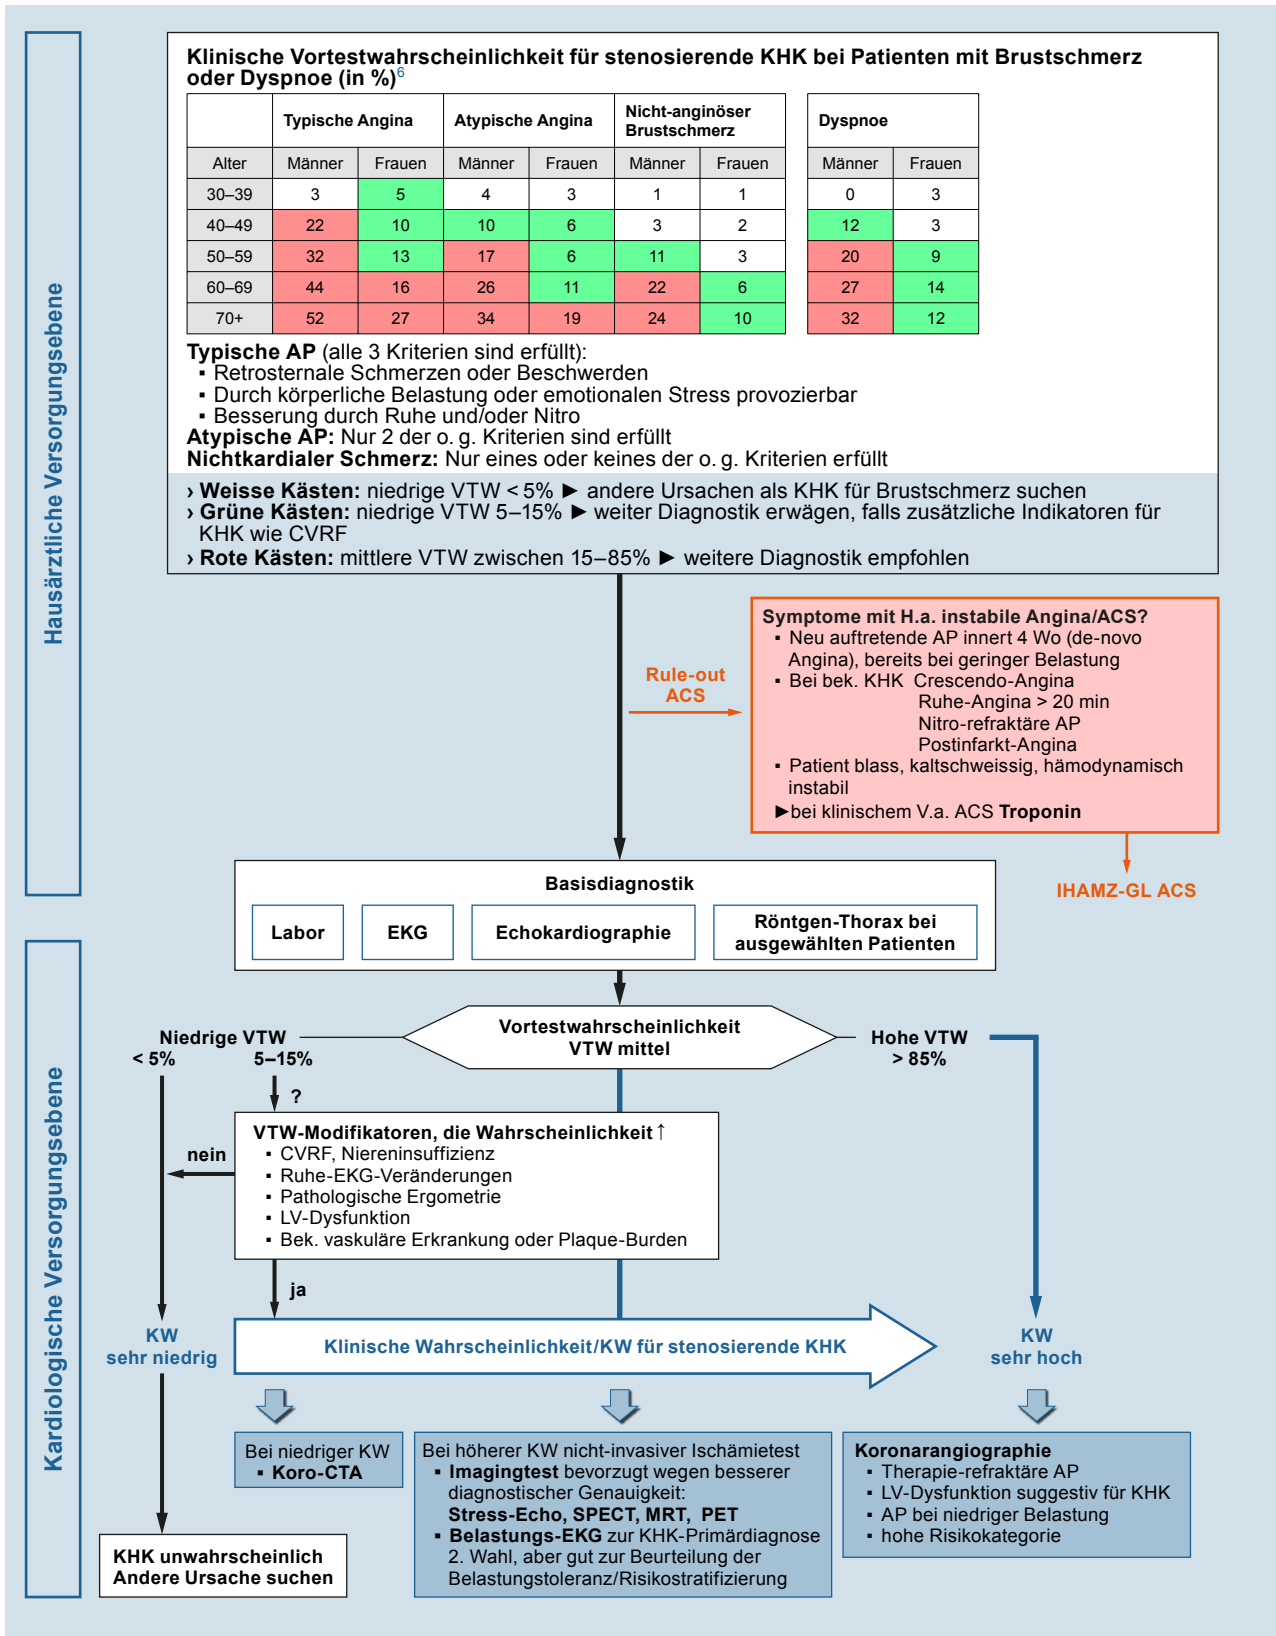 Hausärztliche Versorgungsebene
Klinische Vortestwahrscheinlichkeit für stenosierende KHK bei Patienten mit Brustschmerz
oder Dyspnoe (in %)6
Typische Angina Atypische Angina Nicht-anginöser Brustschmerz Dyspnoe
Alter Männer Frauen Männer Frauen Männer Frauen Männer Frauen
30–39 3 5 4 3 1 1 0 3
40–49 22 10 10 6 3 2 12 3
50–59 32 13 17 6 11 3 20 9
60–69 44 16 26 11 22 6 27 14
70+ 52 27 34 19 24 10 32 12
Typische AP (alle 3 Kriterien sind erfüllt):
▪ Retrosternale Schmerzen oder Beschwerden
▪ Durch körperliche Belastung oder emotionalen Stress provozierbar
▪ Besserung durch Ruhe und/oder Nitro
Atypische AP: Nur 2 der o. g. Kriterien sind erfüllt
Nichtkardialer Schmerz: Nur eines oder keines der o. g. Kriterien erfüllt
› Weisse Kästen: niedrige VTW < 5% ► andere Ursachen als KHK für Brustschmerz suchen
› Grüne Kästen: niedrige VTW 5–15% ► weiter Diagnostik erwägen, falls zusätzliche Indikatoren für
KHK wie CVRF
› Rote Kästen: mittlere VTW zwischen 15–85% ► weitere Diagnostik empfohlen
Rule-out
ACS
Symptome mit H.a. instabile Angina/ACS?
▪ Neu auftretende AP innert 4 Wo (de-novo
Angina), bereits bei geringer Belastung
▪ Bei bek. KHK Crescendo-Angina
Ruhe-Angina > 20 min
Nitro-refraktäre AP
Postinfarkt-Angina
▪ Patient blass, kaltschweissig, hämodynamisch
instabil
►bei klinischem V.a. ACS Troponin
IHAMZ-GL ACS
Basisdiagnostik
Labor
EKG
Echokardiographie
Röntgen-Thorax bei
ausgewählten Patienten
Kardiologische Versorgungsebene
Vortestwahrscheinlichkeit
VTW mittel
Niedrige VTW
< 5% 5–15%
Hohe VTW
> 85%
?
nein
VTW-Modifikatoren, die Wahrscheinlichkeit ↑
▪ CVRF, Niereninsuffizienz
▪ Ruhe-EKG-Veränderungen
▪ Pathologische Ergometrie
▪ LV-Dysfunktion
▪ Bek. vaskuläre Erkrankung oder Plaque-Burden
ja
KW
sehr niedrig
Klinische Wahrscheinlichkeit/KW für stenosierende KHK
KW
sehr hoch
Bei niedriger KW
▪ Koro-CTA
Bei höherer KW nicht-invasiver Ischämietest
▪ Imagingtest bevorzugt wegen besserer
diagnostischer Genauigkeit:
Stress-Echo, SPECT, MRT, PET
▪ Belastungs-EKG zur KHK-Primärdiagnose
2. Wahl, aber gut zur Beurteilung der
Belastungstoleranz/Risikostratifizierung
Koronarangiographie
▪ Therapie-refraktäre AP
▪ LV-Dysfunktion suggestiv für KHK
▪ AP bei niedriger Belastung
▪ hohe Risikokategorie
KHK unwahrscheinlich
Andere Ursache suchen